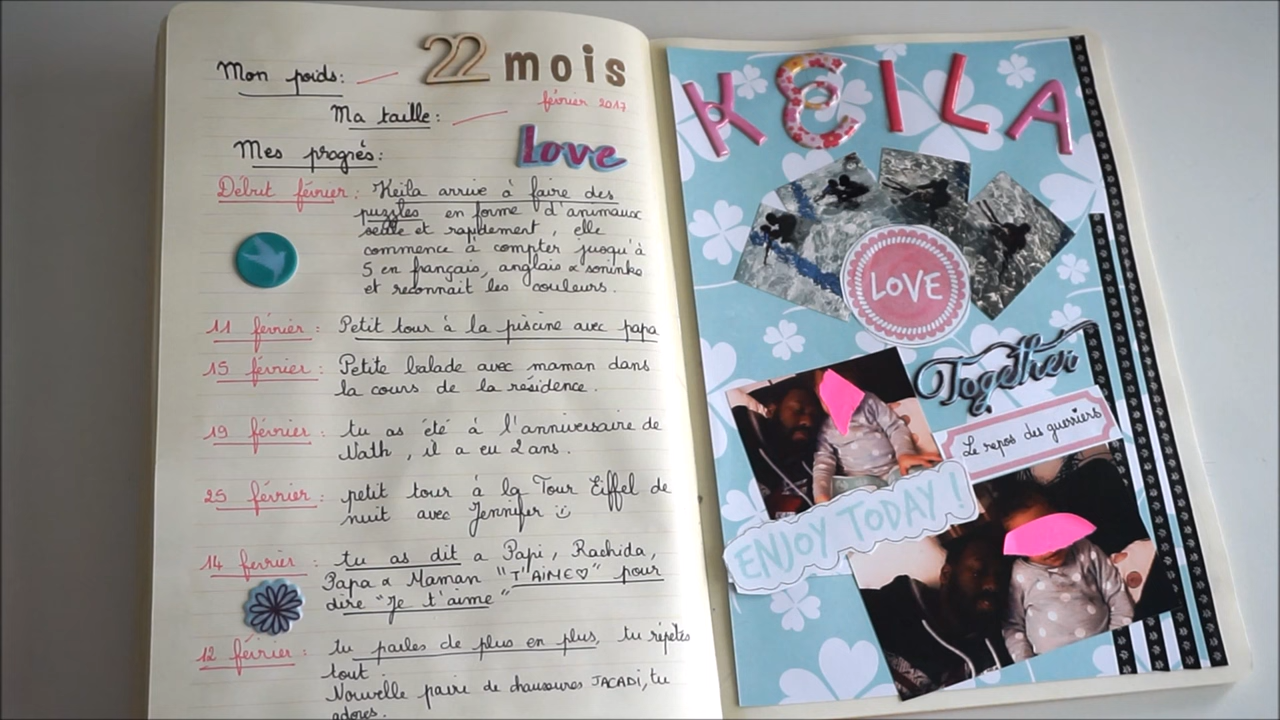 22 mois
Mon poids:
février 2017
Ma taille:
love
Mes progrés:
Début février : Keila arrive à faire des
puzzles en forme d'animaux
seule et rapidement, elle
commence à compter jusqu'à
5 en français, anglais & soninke
et reconnait les couleurs.
11 février : Petit tour à la piscine avec papa
15 février : Petite balade avec maman dans
la cours de la résidence.
19 février : tu as été à l'anniversaire de
Nath, il a eu 2 ans.
25 février : petit tour à la Tour Eiffel de
nuit avec Jennifer
14 fevrier : tu as dit a Papi, Rachida,
Papa & Maman "T'AIME♡" pour
dire "Je t'aime"
12 février : tu parles de plus en plus, tu répètes
tout.
Nouvelle paire de chaussures JACADI, tu
adores.
KEILA
LOVE
Together
Le repos des guerriers
ENJOY TODAY !